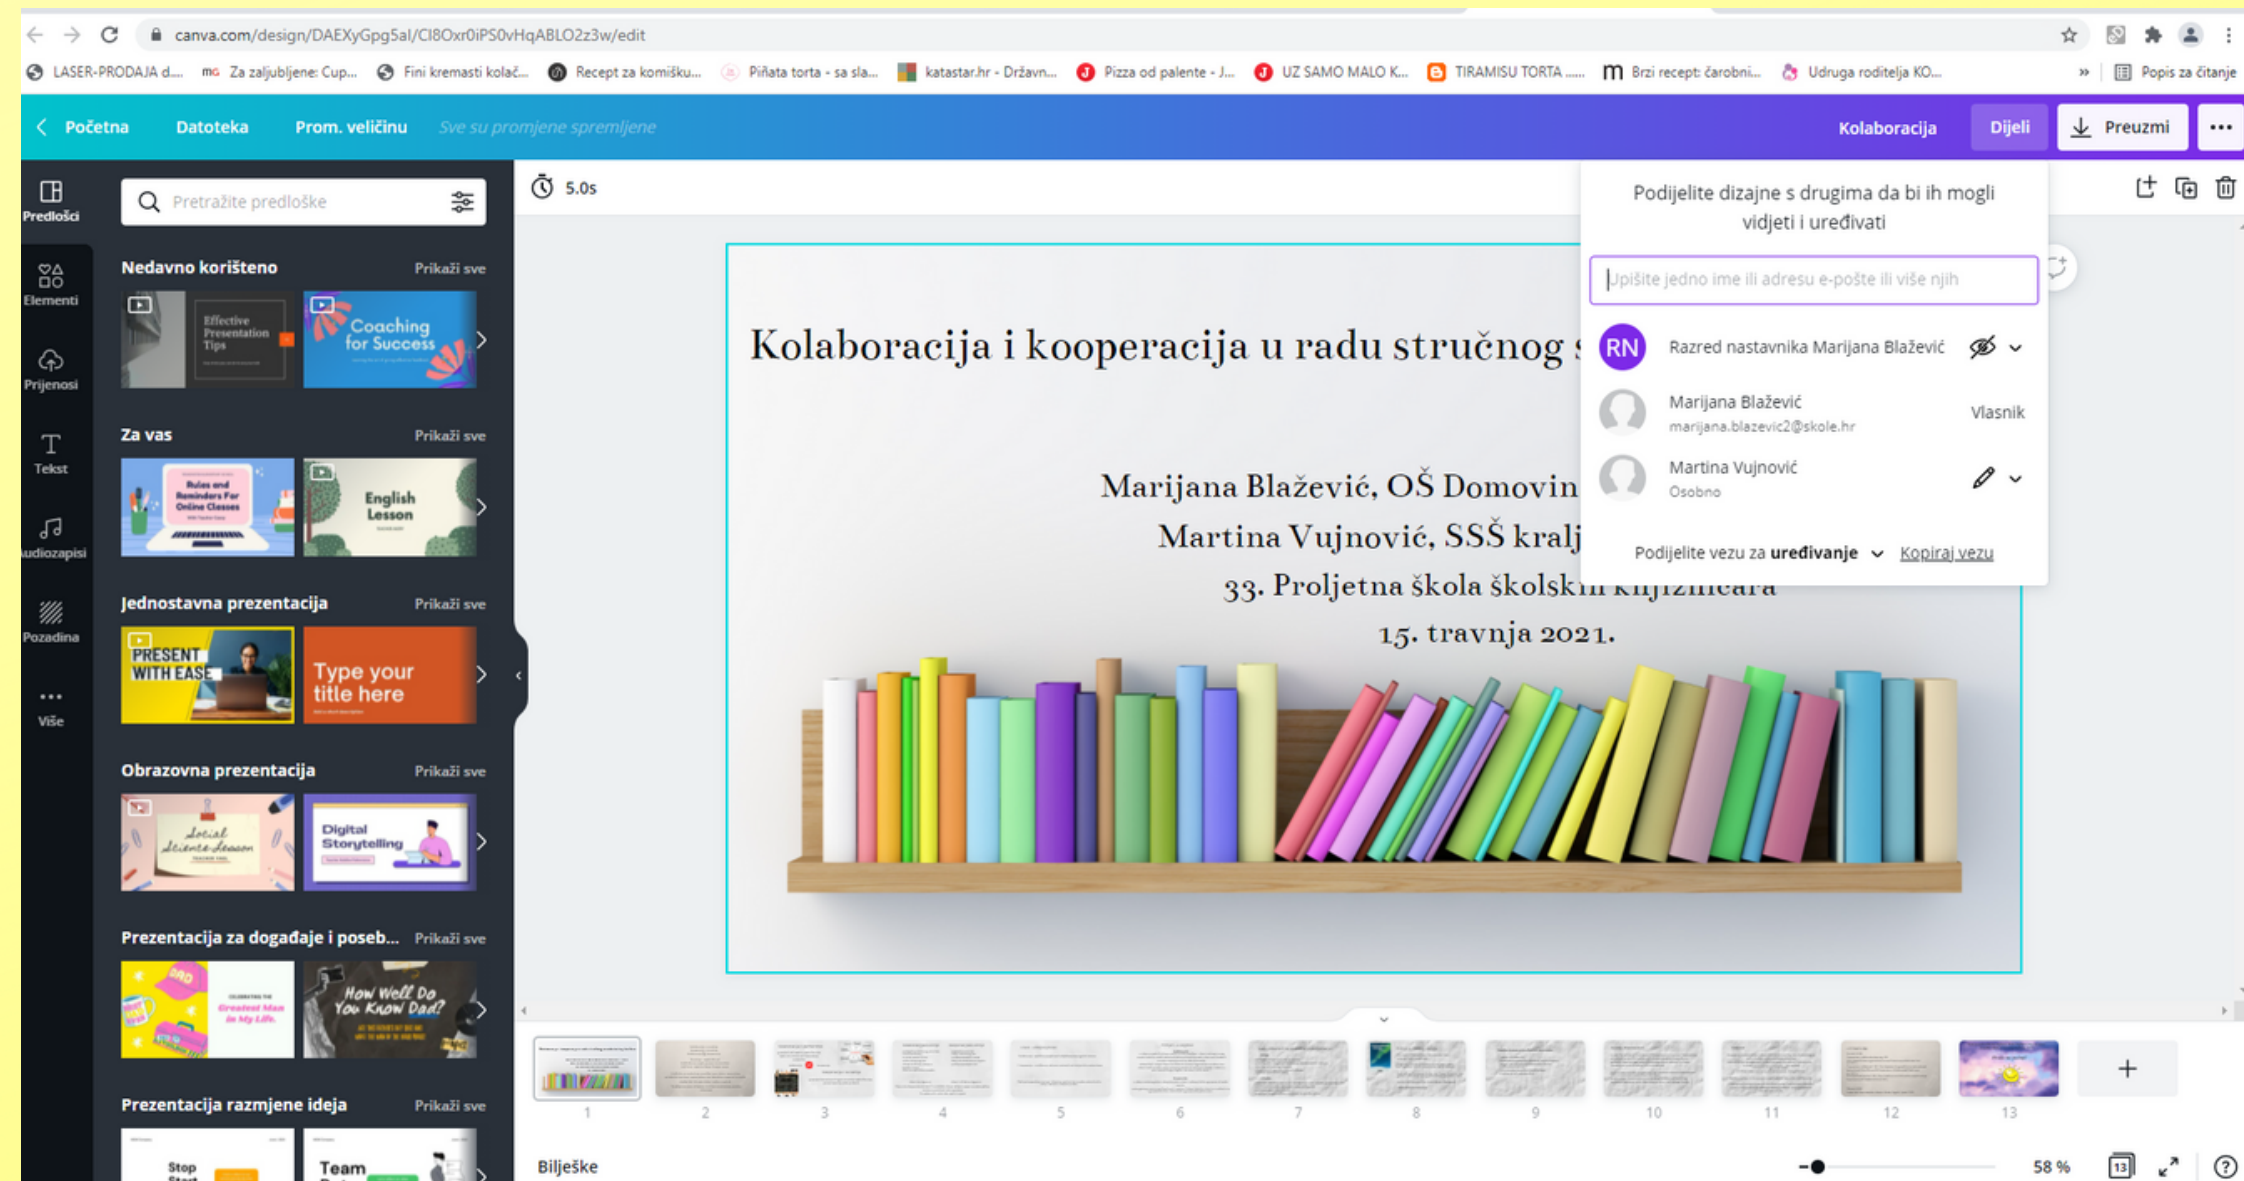 canva.com/design/DAEXyGpg5aI/CI8Oxr0iPS0vHqABLO2z3w/edit
LASER-PRODAJA d.... Za zaljubljene: Cup... Fini kremasti kolač... Recept za komišku... Piñata torta - sa sla... katastar.hr - Državn... Pizza od palente - J... UZ SAMO MALO K... TIRAMISU TORTA ...... Brzi recept: čarobni... Udruga roditelja KO... » Popis za čitanje
Početna Datoteka Prom. veličinu Sve su promjene spremljene Kolaboracija Dijeli Preuzmi
Predlošci
Elementi
Prijenosi
Tekst
udiozapisi
Pozadina
Više
Pretražite predloške
Nedavno korišteno Prikaži sve
Effective
Presentation
Tips
Coaching
for Success
Za vas Prikaži sve
Rules and
Reminders For
Online Classes
English
Lesson
Jednostavna prezentacija Prikaži sve
PRESENT
WITH EASE
Type your
title here
Obrazovna prezentacija Prikaži sve
Social
Science Lesson
Digital
Storytelling
Prezentacija za događaje i poseb... Prikaži sve
DAD
Greatest Man
in My Life.
How Well Do
You Know Dad?
Prezentacija razmjene ideja Prikaži sve
Stop
Start
Team
5.0s
Kolaboracija i kooperacija u radu stručnog s
Marijana Blažević, OŠ Domovin
Martina Vujnović, SSŠ kralj
33. Proljetna škola školskih knjižničara
15. travnja 2021.
Podijelite dizajne s drugima da bi ih mogli
vidjeti i uređivati
Upišite jedno ime ili adresu e-pošte ili više njih
RN Razred nastavnika Marijana Blažević
Marijana Blažević
marijana.blazevic2@skole.hr
Vlasnik
Martina Vujnović
Osobno
Podijelite vezu za uređivanje Kopiraj vezu
1 2 3 4 5 6 7 8 9 10 11 12 13
Bilješke 58 % 13